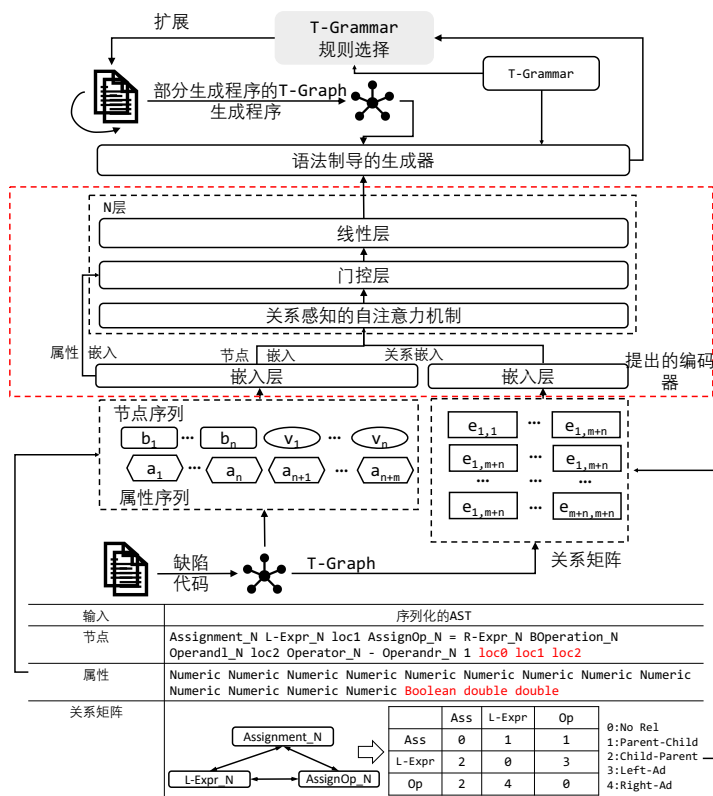 扩展
T-Grammar
规则选择
T-Grammar
部分生成程序的T-Graph
生成程序
语法制导的生成器
N层
线性层
门控层
关系感知的自注意力机制
属性 嵌入
节点 嵌入
关系嵌入
提出的编码
器
嵌入层
嵌入层
节点序列
b1 ... bn v1 ... vn
a1 ... an an+1 ... an+m
属性序列
e1,1 ... e1,m+n
e1,m+n ... e1,m+n
... ...
e1,m+n ... em+n,m+n
关系矩阵
缺陷
代码
T-Graph
输入 序列化的AST
节点 Assignment_N L-Expr_N loc1 AssignOp_N = R-Expr_N BOperation_N
Operandl_N loc2 Operator_N - Operandr_N 1 loc0 loc1 loc2
属性 Numeric Numeric Numeric Numeric Numeric Numeric Numeric Numeric Numeric
Numeric Numeric Numeric Numeric Boolean double double
关系矩阵
Assignment_N
L-Expr_N AssignOp_N
Ass L-Expr Op
Ass 0 1 1
L-Expr 2 0 3
Op 2 4 0
0:No Rel
1:Parent-Child
2:Child-Parent
3:Left-Ad
4:Right-Ad